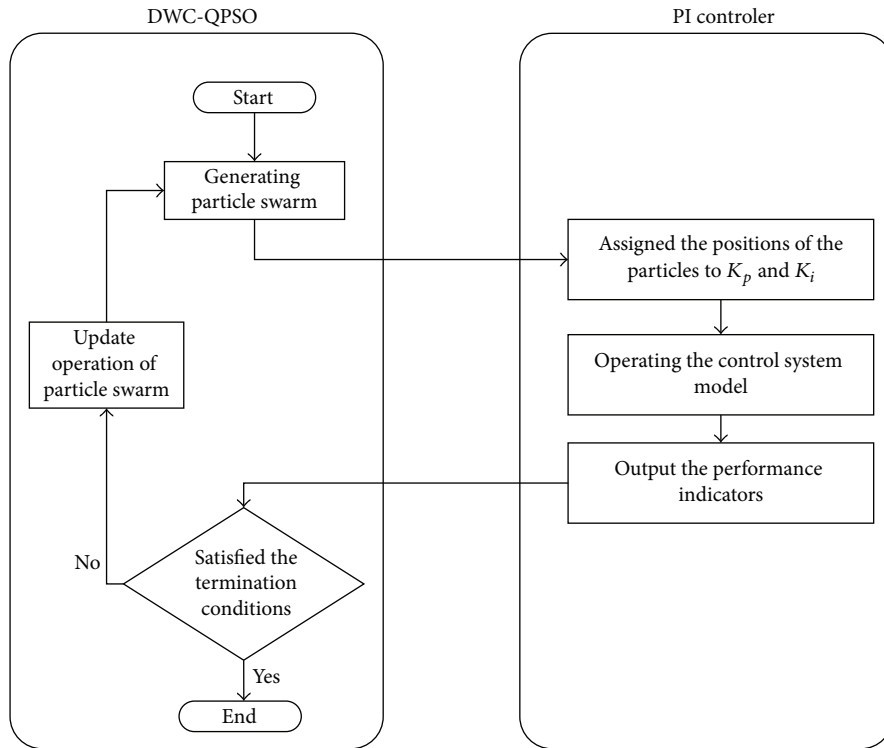 DWC-QPSO
PI controler
Start
Generating
particle swarm
Assigned the positions of the
particles to K_p and K_i
Update
operation of
particle swarm
Operating the control system
model
Output the performance
indicators
No
Satisfied the
termination
conditions
Yes
End